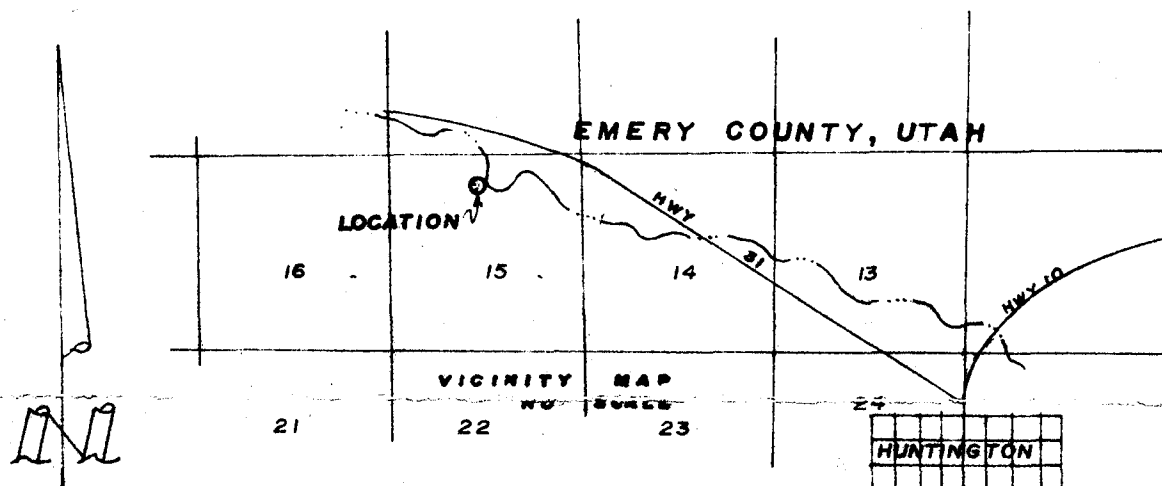 EMERY COUNTY, UTAH
HWY 31
LOCATION
16 15 14 13
HWY 10
VICINITY MAP
NO SCALE
21 22 23 24
HUNTINGTON
N